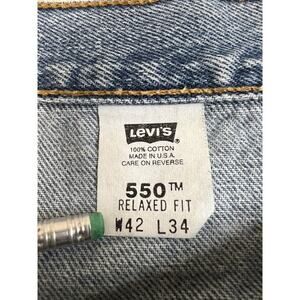 LEVI'S
100% COTTON
MADE IN U.S.A.
CARE ON REVERSE
550™
RELAXED FIT
W42 L34